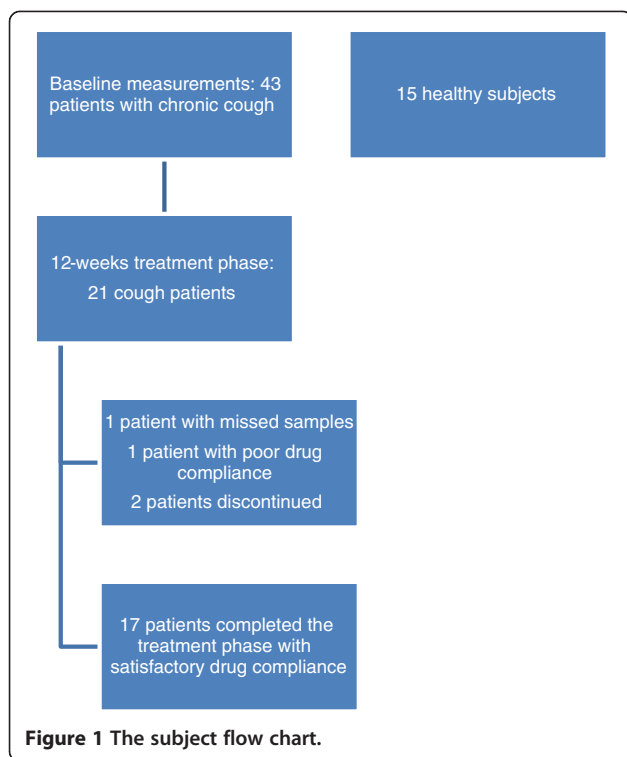 Baseline measurements: 43
patients with chronic cough
15 healthy subjects
12-weeks treatment phase:
21 cough patients
1 patient with missed samples
1 patient with poor drug
compliance
2 patients discontinued
17 patients completed the
treatment phase with
satisfactory drug compliance
Figure 1 The subject flow chart.